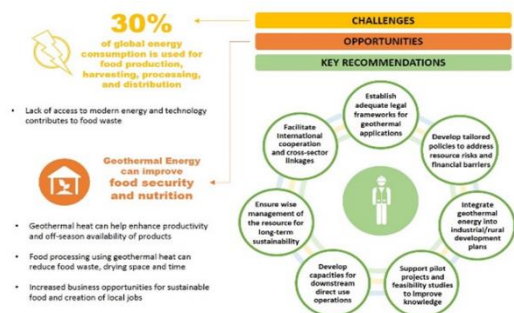 30%
of global energy
consumption is used for
food production,
harvesting, processing,
and distribution
• Lack of access to modern energy and technology
contributes to food waste
Geothermal Energy
can improve
food security
and nutrition
• Geothermal heat can help enhance productivity
and off-season availability of products
• Food processing using geothermal heat can
reduce food waste, drying space and time
• Increased business opportunities for sustainable
food and creation of local jobs
CHALLENGES
OPPORTUNITIES
KEY RECOMMENDATIONS
Establish
adequate legal
frameworks for
geothermal
applications
Develop tailored
policies to address
resource risks and
financial barriers
Integrate
geothermal
energy into
industrial/rural
development
plans
Support pilot
projects and
feasibility studies
to improve
knowledge
Develop
capacities for
downstream
direct use
operations
Ensure wise
management of
the resource for
long-term
sustainability
Facilitate
International
cooperation
and cross-sector
linkages